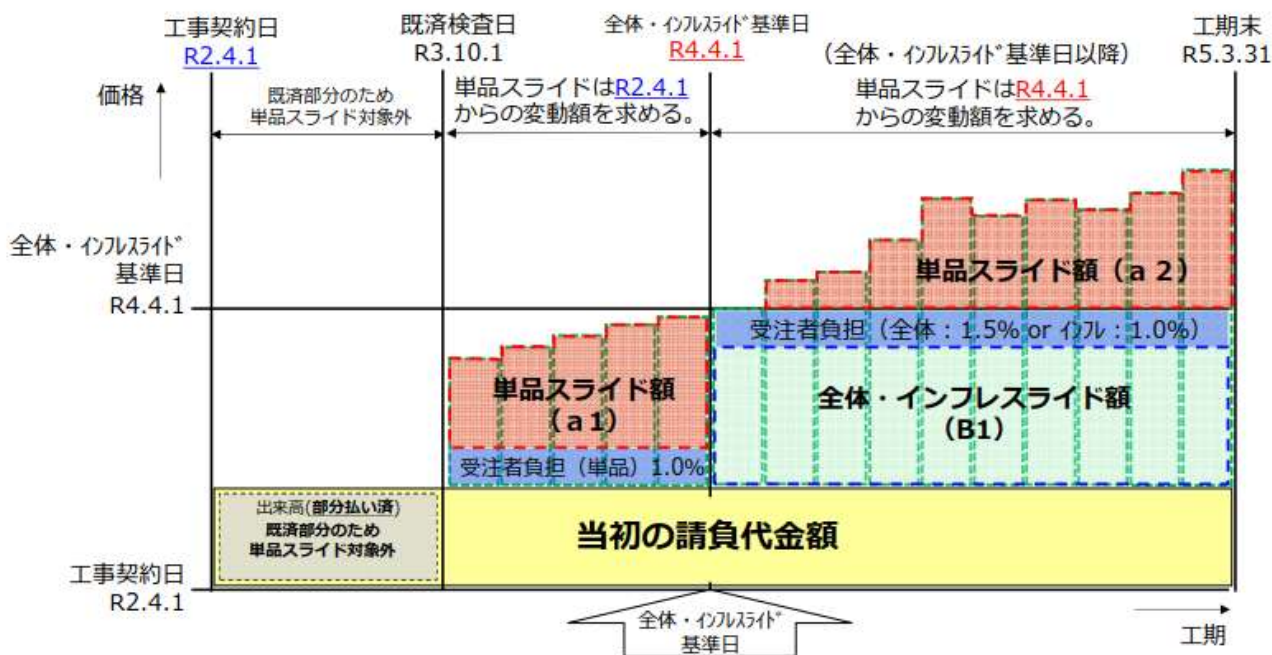 工事契約日
R2.4.1
既済検査日
R3.10.1
全体・インフレスライド基準日
R4.4.1
(全体・インフレスライド基準日以降)
工期末
R5.3.31
価格
既済部分のため
単品スライド対象外
単品スライドはR2.4.1
からの変動額を求める。
単品スライドはR4.4.1
からの変動額を求める。
全体・インフレスライド
基準日
R4.4.1
単品スライド額(a2)
受注者負担(全体:1.5% or インフレ:1.0%)
単品スライド額
(a1)
全体・インフレスライド額
(B1)
受注者負担(単品)1.0%
出来高(部分払い済)
既済部分のため
単品スライド対象外
当初の請負代金額
工事契約日
R2.4.1
全体・インフレスライド
基準日
工期